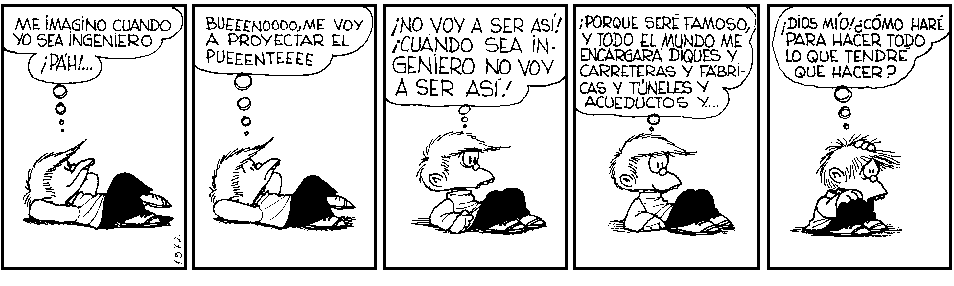 ME IMAGINO CUANDO
YO SEA INGENIERO
¡PÁH!...
BUEEENOOOO, ME VOY
A PROYECTAR EL
PUEEENTEEEE
¡NO VOY A SER ASÍ!
¡CUANDO SEA IN-
GENIERO NO VOY
A SER ASÍ!
¡PORQUE SERÉ FAMOSO,
Y TODO EL MUNDO ME
ENCARGARÁ DIQUES Y
CARRETERAS Y FÁBRI-
CAS Y TÚNELES Y
ACUEDUCTOS Y...
¡DIOS MÍO!¿CÓMO HARÉ
PARA HACER TODO
LO QUE TENDRÉ
QUE HACER?